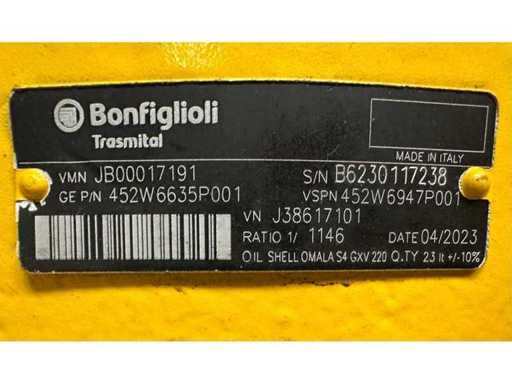 Bonfiglioli
Trasmital
MADE IN ITALY
VMN JB00017191 S/N B6230117238
GE P/N 452W6635P001 VSPN 452W6947P001
VN J38617101
RATIO 1/ 1146 DATE 04/2023
OIL SHELL OMALA S4 GXV 220 Q.TY 23 lt +/-10%